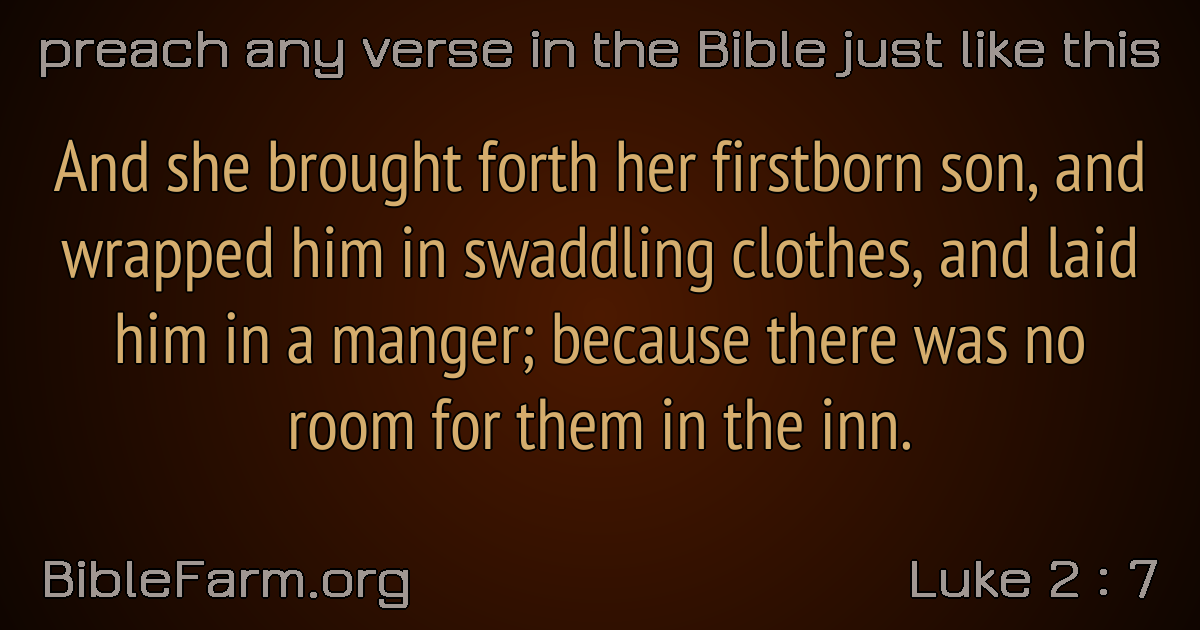 preach any verse in the Bible just like this
And she brought forth her firstborn son, and
wrapped him in swaddling clothes, and laid
him in a manger; because there was no
room for them in the inn.
BibleFarm.org
Luke 2 : 7